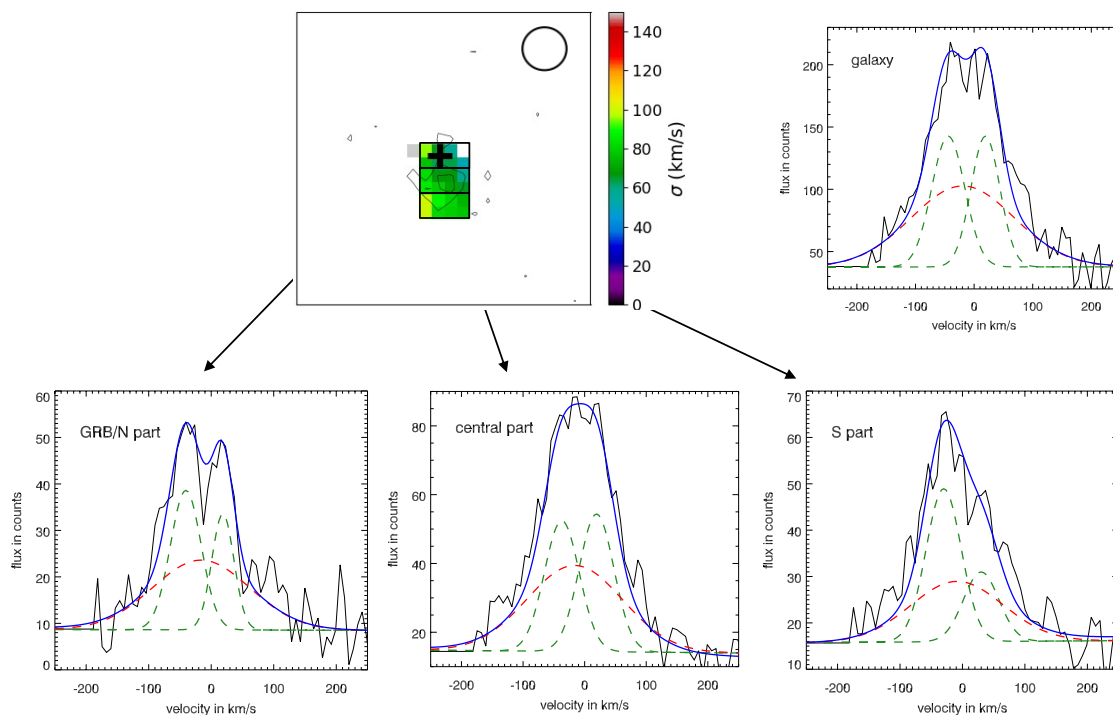 140
120
100
80
60
40
20
0
σ (km/s)
galaxy
200
150
100
50
flux in counts
-200 -100 0 100 200
velocity in km/s
GRB/N part
60
50
40
30
20
10
0
flux in counts
-200 -100 0 100 200
velocity in km/s
central part
80
60
40
20
flux in counts
-200 -100 0 100 200
velocity in km/s
S part
70
60
50
40
30
20
10
flux in counts
-200 -100 0 100 200
velocity in km/s